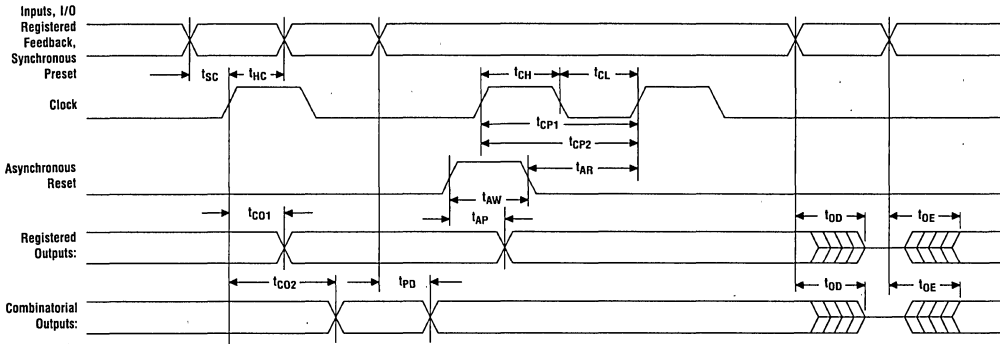 Inputs, I/O
Registered
Feedback,
Synchronous
Preset
tSC
tHC
tCH
tCL
Clock
tCP1
tCP2
Asynchronous
Reset
tAR
tAW
tCO1
tAP
Registered
Outputs:
tOD
tOE
tCO2
tPD
Combinatorial
Outputs:
tOD
tOE